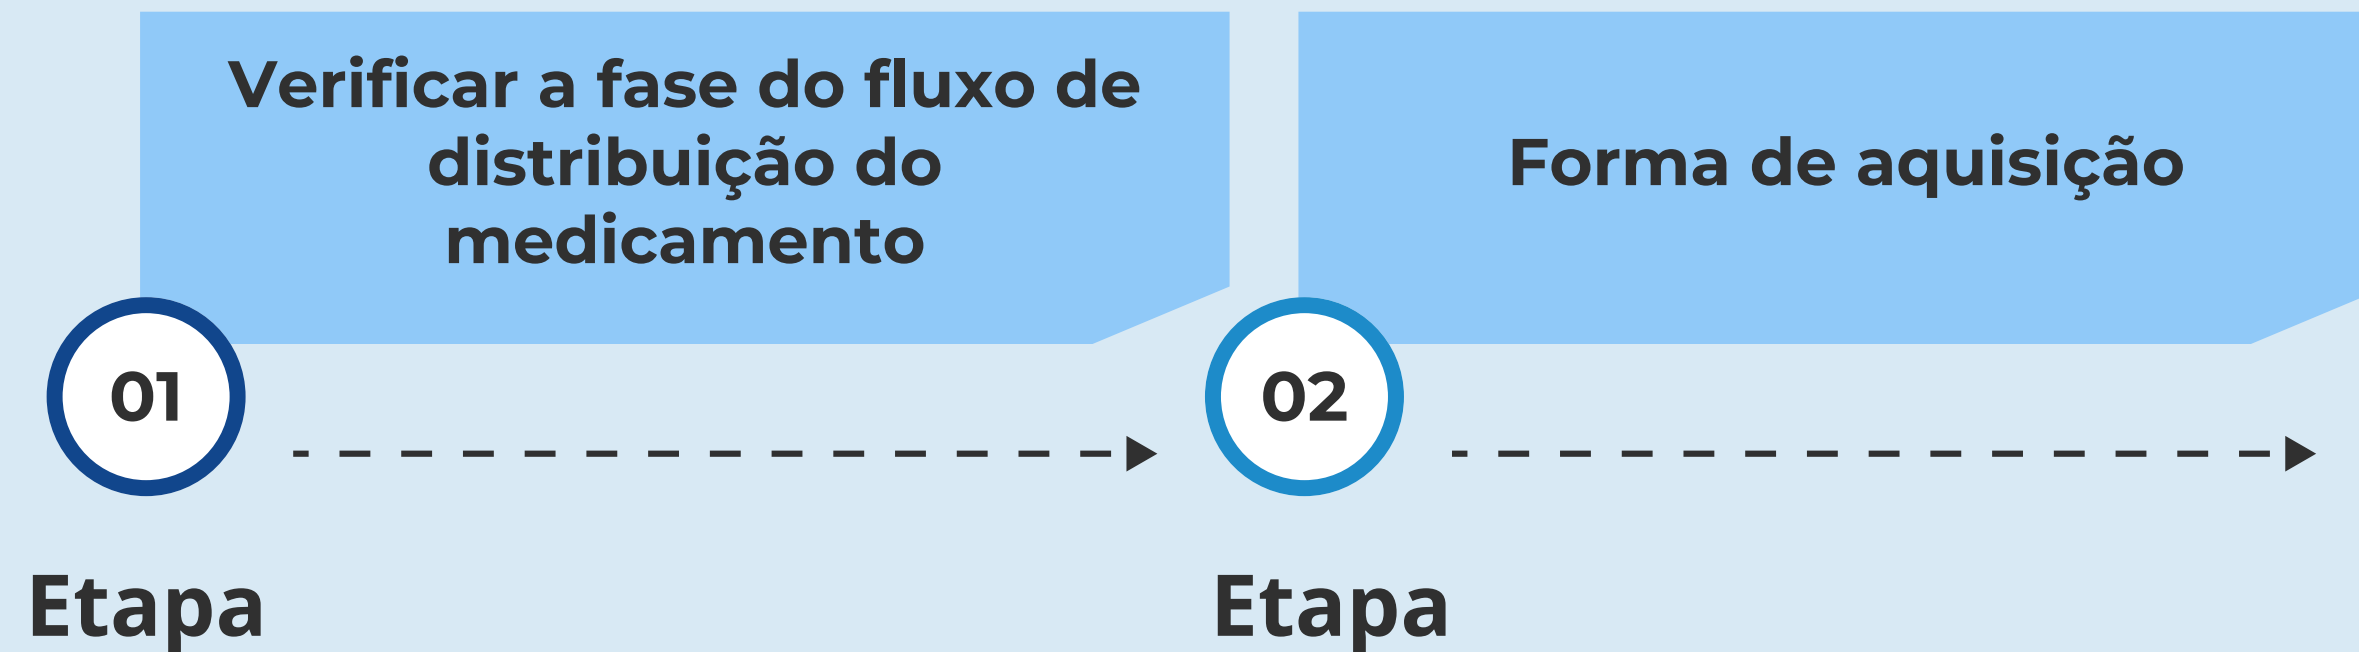 Verificar a fase do fluxo de
distribuição do
medicamento
01
Etapa
Forma de aquisição
02
Etapa